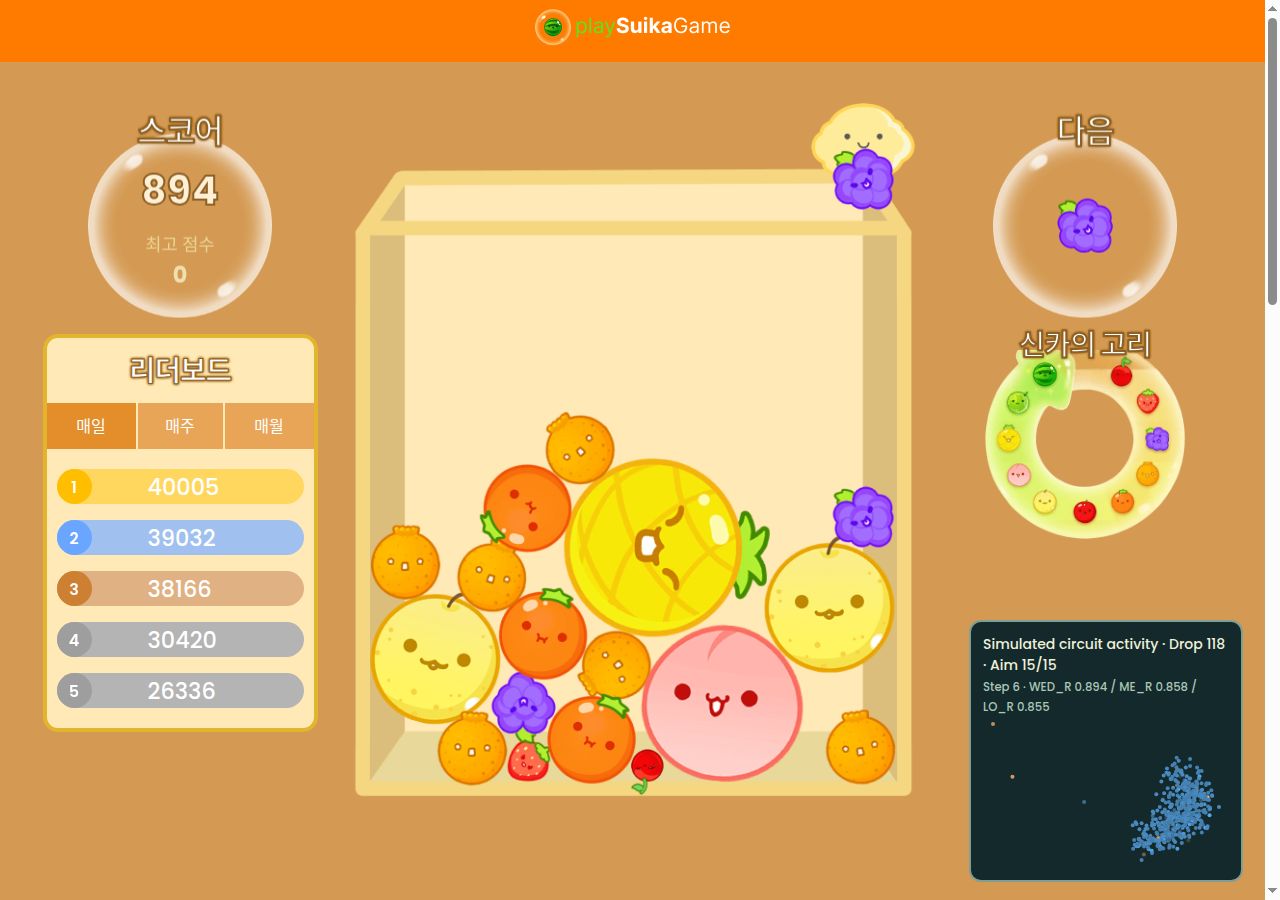 playSuikaGame
스코어
894
최고 점수
0
다음
리더보드
매일 매주 매월
1 40005
2 39032
3 38166
4 30420
5 26336
신카의 고리
Simulated circuit activity · Drop 118
· Aim 15/15
Step 6 · WED_R 0.894 / ME_R 0.858 /
LO_R 0.855